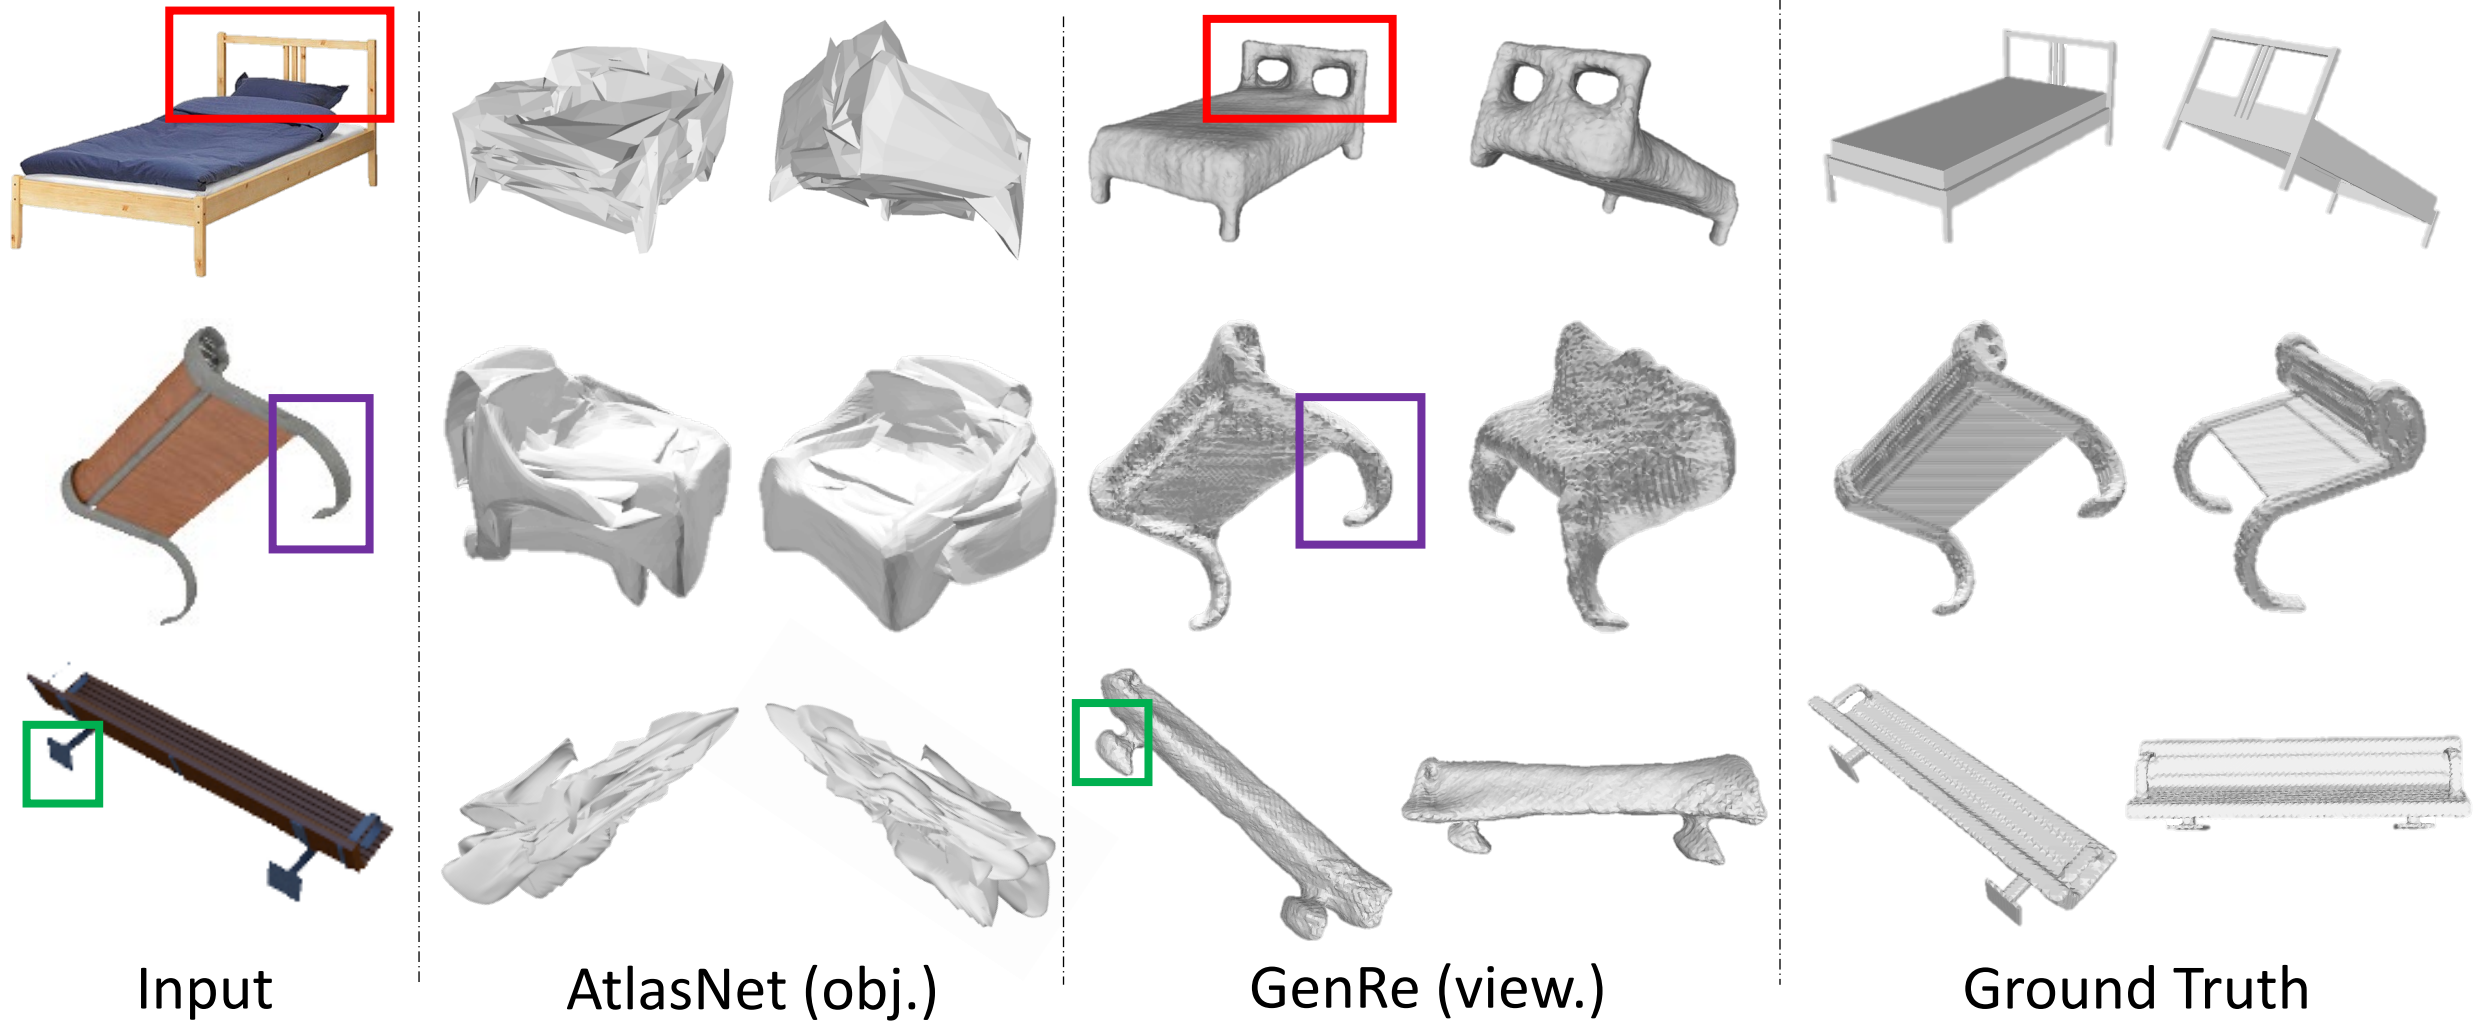 Input
AtlasNet (obj.)
GenRe (view.)
Ground Truth